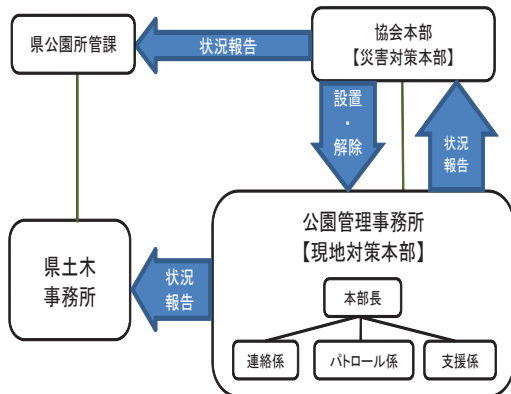 県公園所管課
状況報告
協会本部
【災害対策本部】
設置
・
解除
状況
報告
公園管理事務所
【現地対策本部】
県土木
事務所
状況
報告
本部長
連絡係
パトロール係
支援係